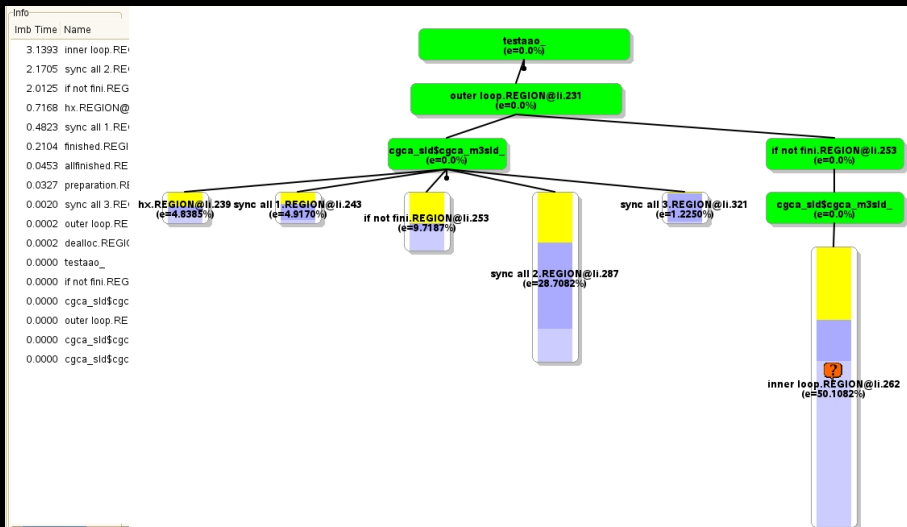 Info
Imb Time Name
3.1393 inner loop.RE
2.1705 sync all 2.RE
2.0125 if not fini.REG
0.7168 hx.REGION@
0.4823 sync all 1.RE
0.2104 finished.REGI
0.0453 allfinished.RE
0.0327 preparation.RE
0.0020 sync all 3.RE
0.0002 outer loop.RE
0.0002 dealloc.REGIO
0.0000 testaao_
0.0000 if not fini.REG
0.0000 cgca_sld$cgc
0.0000 outer loop.RE
0.0000 cgca_sld$cgc
0.0000 cgca_sld$cgc
testaao_
(e=0.0%)
outer loop.REGION@li.231
(e=0.0%)
cgca_sld$cgca_m3sld_
(e=0.0%)
if not fini.REGION@li.253
(e=0.0%)
hx.REGION@li.239
(e=4.8385%)
sync all 1.REGION@li.243
(e=4.9170%)
if not fini.REGION@li.253
(e=9.7187%)
sync all 2.REGION@li.287
(e=28.7082%)
sync all 3.REGION@li.321
(e=1.2250%)
cgca_sld$cgca_m3sld_
(e=0.0%)
?
inner loop.REGION@li.262
(e=50.1082%)